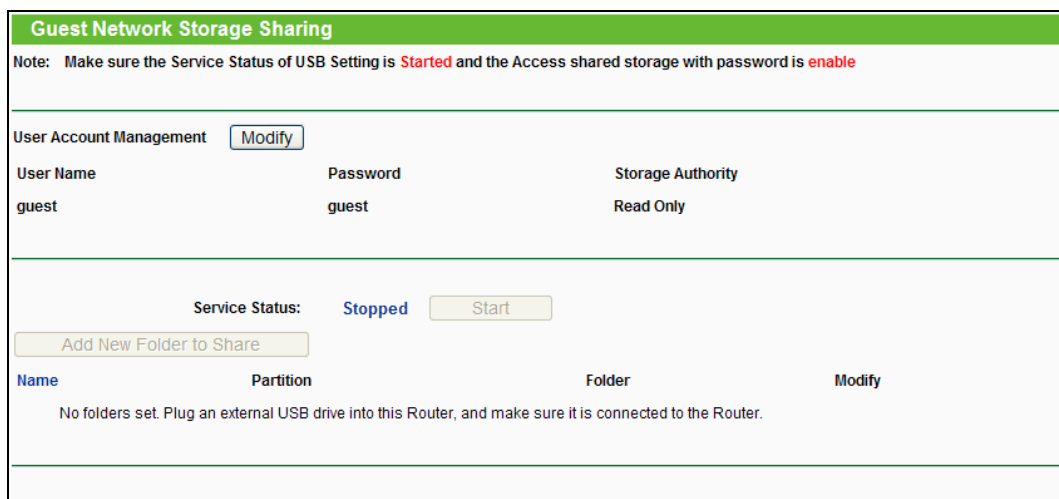 Guest Network Storage Sharing
Note: Make sure the Service Status of USB Setting is Started and the Access shared storage with password is enable
User Account Management Modify
User Name Password Storage Authority
guest guest Read Only
Service Status: Stopped Start
Add New Folder to Share
Name Partition Folder Modify
No folders set. Plug an external USB drive into this Router, and make sure it is connected to the Router.